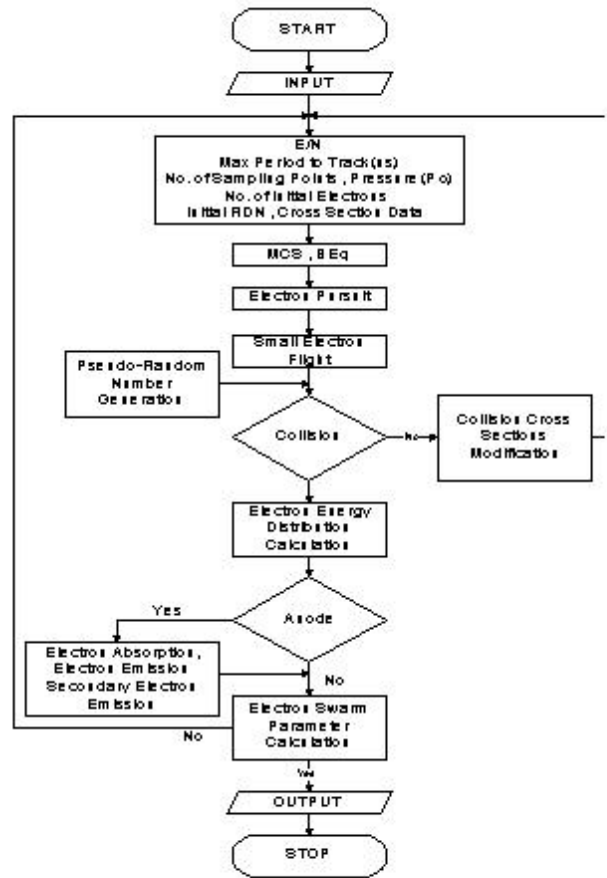 START
INPUT
E/N
Max Period to Track(ns)
No. of Sampling Points , Pressure(Po)
No. of Initial Electrons
Initial RDN , Cross Section Data
MCS , BEq
Electron Pursuit
Small Electron
Flight
Pseudo-Random
Number
Generation
Collision
No
Collision Cross
Sections
Modification
Electron Energy
Distribution
Calculation
Yes
Anode
Electron Absorption,
Electron Emission
Secondary Electron
Emission
No
Electron Swarm
Parameter
Calculation
No
Yes
OUTPUT
STOP